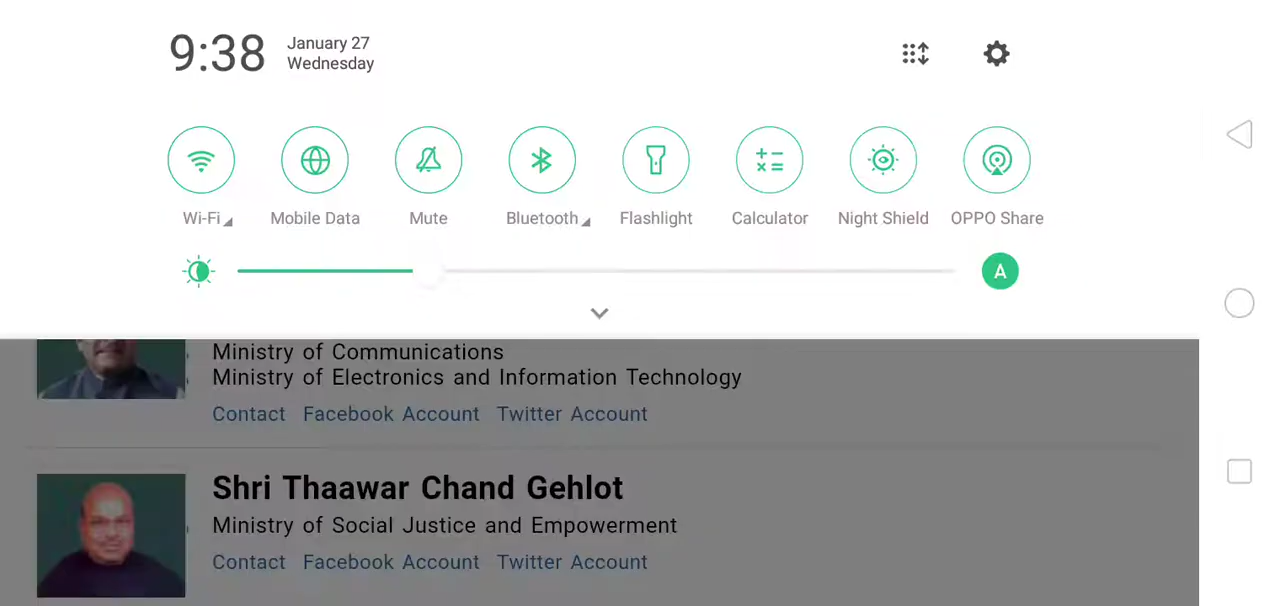 9:38
January 27
Wednesday
Wi-Fi
Mobile Data
Mute
Bluetooth
Flashlight
Calculator
Night Shield
OPPO Share
A
Ministry of Communications
Ministry of Electronics and Information Technology
Contact Facebook Account Twitter Account
Shri Thaawar Chand Gehlot
Ministry of Social Justice and Empowerment
Contact Facebook Account Twitter Account